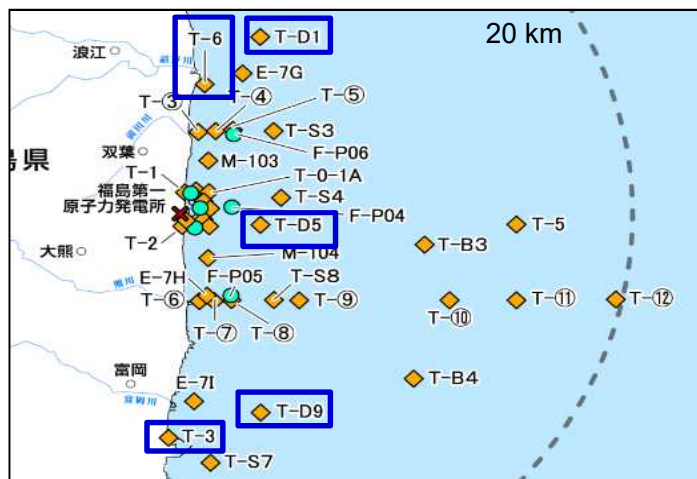 20 km
T-D1
T-6
浪江
E-7G
T-③
T-④
T-⑤
T-S3
双葉
F-P06
島県
M-103
T-1
T-0-1A
福島第一
T-S4
原子力発電所
F-P04
T-D5
T-5
T-2
T-B3
大熊
M-104
E-7H
F-P05
T-S8
T-⑥
T-⑨
T-⑦
T-⑧
T-⑩
T-⑪
T-⑫
富岡
T-B4
E-7I
T-D9
T-3
T-S7